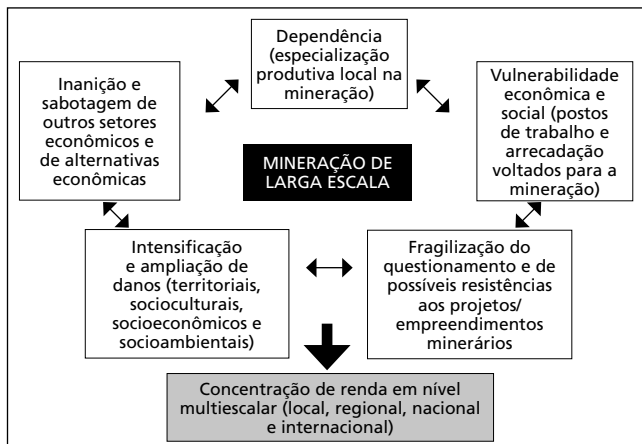 Dependência
(especialização
produtiva local na
mineração)
Inanição e
sabotagem de
outros setores
econômicos e
de alternativas
econômicas
Vulnerabilidade
econômica e
social (postos
de trabalho e
arrecadação
voltados para a
mineração)
MINERAÇÃO DE
LARGA ESCALA
Intensificação
e ampliação de
danos (territoriais,
socioculturais,
socioeconômicos e
socioambientais)
Fragilização do
questionamento e de
possíveis resistências
aos projetos/
empreendimentos
minerários
Concentração de renda em nível
multiescalar (local, regional, nacional
e internacional)